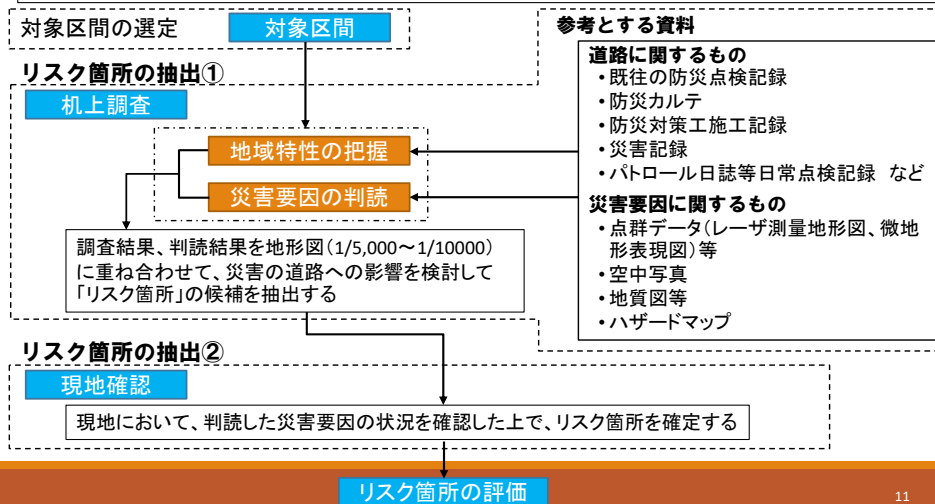 対象区間の選定
対象区間
リスク箇所の抽出①
机上調査
地域特性の把握
災害要因の判読
調査結果、判読結果を地形図(1/5,000～1/10000)
に重ね合わせて、災害の道路への影響を検討して
「リスク箇所」の候補を抽出する
参考とする資料
道路に関するもの
・既往の防災点検記録
・防災カルテ
・防災対策工施工記録
・災害記録
・パトロール日誌等日常点検記録 など
災害要因に関するもの
・点群データ(レーザ測量地形図、微地
形表現図)等
・空中写真
・地質図等
・ハザードマップ
リスク箇所の抽出②
現地確認
現地において、判読した災害要因の状況を確認した上で、リスク箇所を確定する
リスク箇所の評価
11